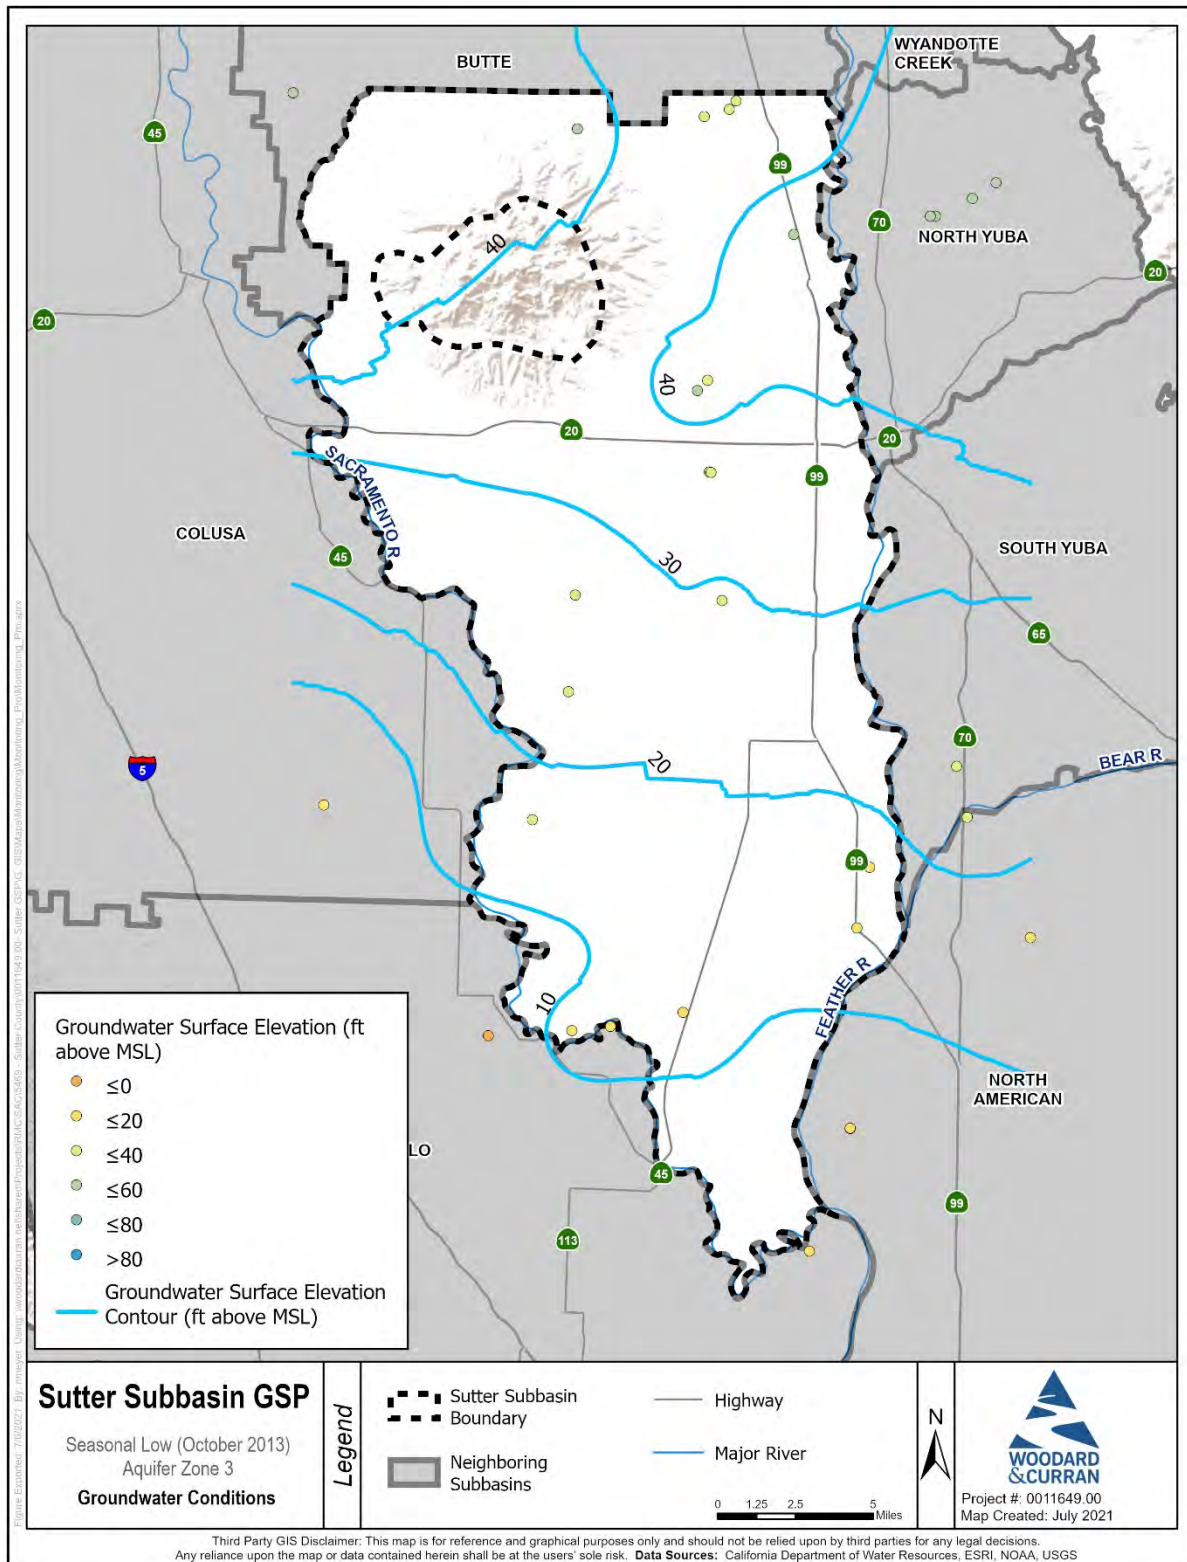 BUTTE
WYANDOTTE
CREEK
45
99
70
NORTH YUBA
20
20
40
40
20
20
99
SACRAMENTO R
COLUSA
45
30
SOUTH YUBA
65
5
70
BEAR R
20
99
10
FEATHER R
NORTH
AMERICAN
LO
45
99
113
Groundwater Surface Elevation (ft
above MSL)
≤0
≤20
≤40
≤60
≤80
>80
Groundwater Surface Elevation
Contour (ft above MSL)
Sutter Subbasin GSP
Seasonal Low (October 2013)
Aquifer Zone 3
Groundwater Conditions
Legend
Sutter Subbasin
Boundary
Neighboring
Subbasins
Highway
Major River
0 1.25 2.5 5
Miles
N
WOODARD
&CURRAN
Project #: 0011649.00
Map Created: July 2021
Third Party GIS Disclaimer: This map is for reference and graphical purposes only and should not be relied upon by third parties for any legal decisions.
Any reliance upon the map or data contained herein shall be at the users' sole risk. Data Sources: California Department of Water Resources, ESRI, NOAA, USGS